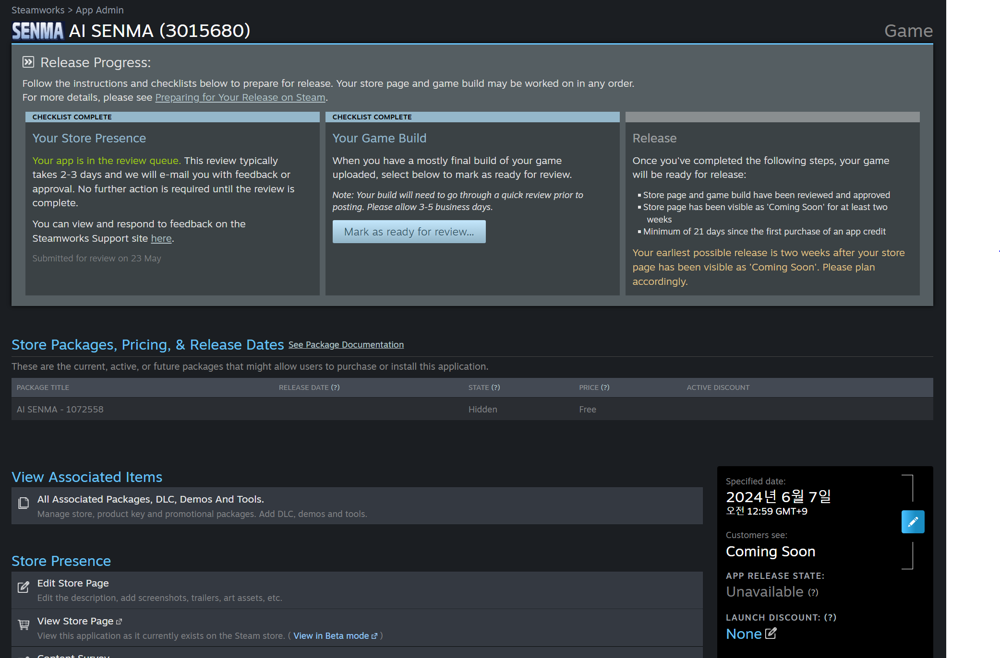 Steamworks > App Admin
SENMA AI SENMA (3015680)
Game
Release Progress:
Follow the instructions and checklists below to prepare for release. Your store page and game build may be worked on in any order.
For more details, please see Preparing for Your Release on Steam.
CHECKLIST COMPLETE
Your Store Presence
Your app is in the review queue. This review typically
takes 2-3 days and we will e-mail you with feedback or
approval. No further action is required until the review is
complete.
You can view and respond to feedback on the
Steamworks Support site here.
Submitted for review on 23 May
CHECKLIST COMPLETE
Your Game Build
When you have a mostly final build of your game
uploaded, select below to mark as ready for review.
Note: Your build will need to go through a quick review prior to
posting. Please allow 3-5 business days.
Mark as ready for review...
Release
Once you've completed the following steps, your game
will be ready for release:
Store page and game build have been reviewed and approved
Store page has been visible as 'Coming Soon' for at least two
weeks
Minimum of 21 days since the first purchase of an app credit
Your earliest possible release is two weeks after your store
page has been visible as 'Coming Soon'. Please plan
accordingly.
Store Packages, Pricing, & Release Dates See Package Documentation
These are the current, active, or future packages that might allow users to purchase or install this application.
PACKAGE TITLE RELEASE DATE (?) STATE (?) PRICE (?) ACTIVE DISCOUNT
AI SENMA - 1072558 Hidden Free
View Associated Items
All Associated Packages, DLC, Demos And Tools.
Manage store, product key and promotional packages. Add DLC, demos and tools.
Store Presence
Edit Store Page
Edit the description, add screenshots, trailers, art assets, etc.
View Store Page
View this application as it currently exists on the Steam store. ( View in Beta mode )
Content Survey
Specified date:
2024년 6월 7일
오전 12:59 GMT+9
Customers see:
Coming Soon
APP RELEASE STATE:
Unavailable (?)
LAUNCH DISCOUNT: (?)
None